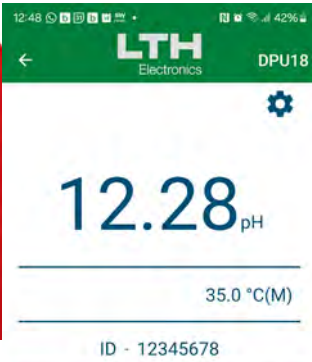 12:48 42%
LTH
Electronics
DPU18
12.28 pH
35.0 °C(M)
ID - 12345678